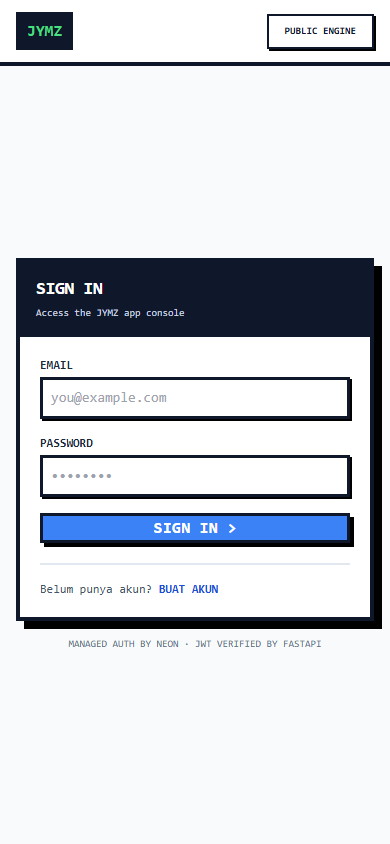 JYMZ
PUBLIC ENGINE
SIGN IN
Access the JYMZ app console
EMAIL
you@example.com
PASSWORD
••••••••
SIGN IN >
Belum punya akun? BUAT AKUN
MANAGED AUTH BY NEON · JWT VERIFIED BY FASTAPI